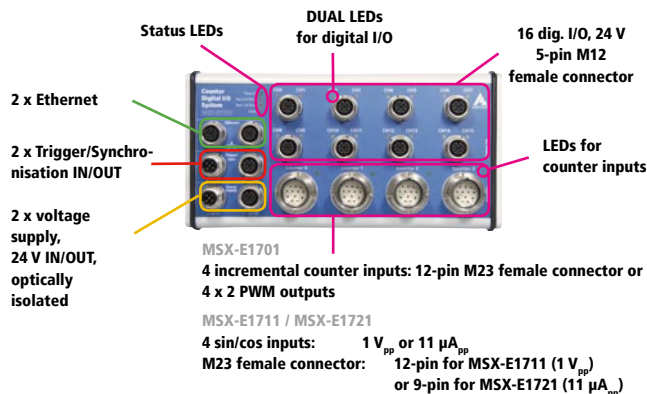 Status LEDs
DUAL LEDs
for digital I/O
16 dig. I/O, 24 V
5-pin M12
female connector
2 x Ethernet
2 x Trigger/Synchro-
nisation IN/OUT
2 x voltage
supply,
24 V IN/OUT,
optically
isolated
LEDs for
counter inputs
Counter
Digital I/O
System
MSX-E1701
4 incremental counter inputs: 12-pin M23 female connector or
4 x 2 PWM outputs
MSX-E1711 / MSX-E1721
4 sin/cos inputs: 1 Vpp or 11 µApp
M23 female connector: 12-pin for MSX-E1711 (1 Vpp)
or 9-pin for MSX-E1721 (11 µApp)